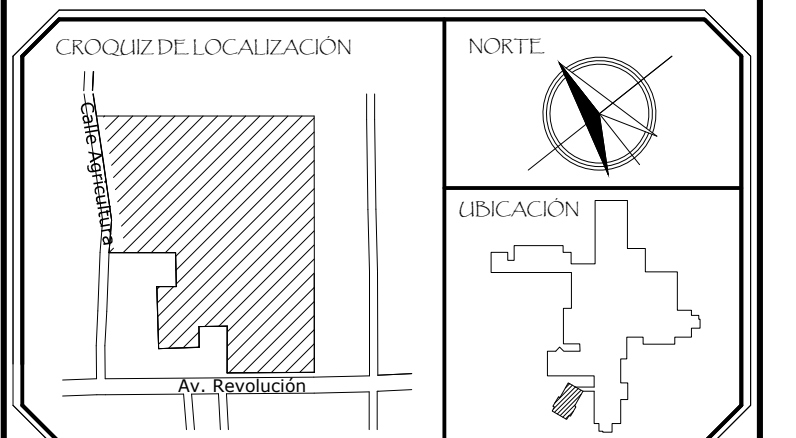 CROQUIZ DE LOCALIZACIÓN
Calle Agricultura
Av. Revolución
NORTE
UBICACIÓN